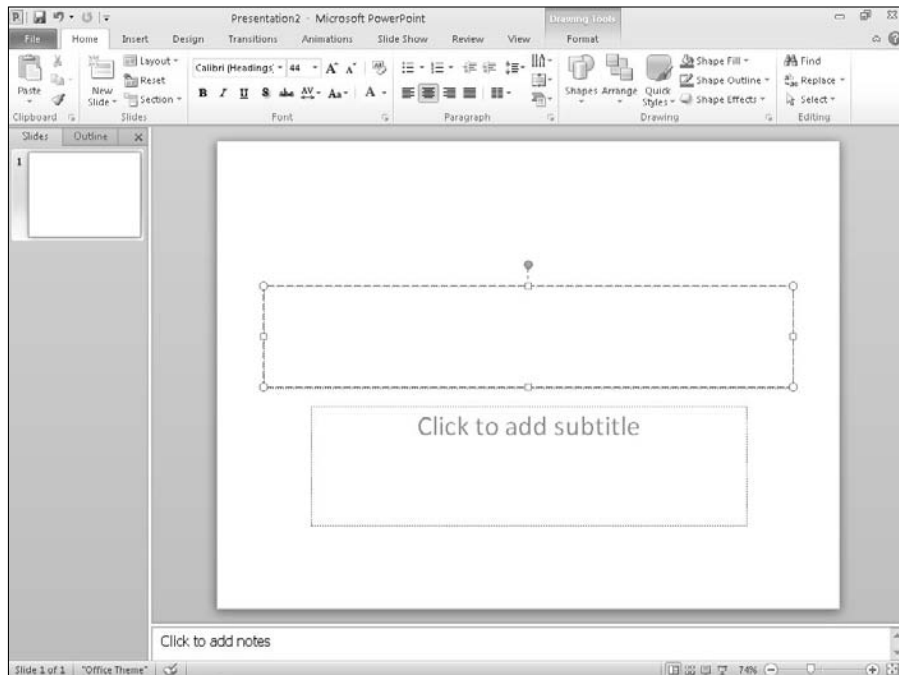 Presentation2 - Microsoft PowerPoint
Drawing Tools
File Home Insert Design Transitions Animations Slide Show Review View Format
Paste
Clipboard
New Slide
Layout
Reset
Section
Slides
Calibri (Headings) 44
B I U S abc AV Aa A
Font
Paragraph
Shapes Arrange Quick Styles
Shape Fill
Shape Outline
Shape Effects
Drawing
Find
Replace
Select
Editing
Slides Outline
1
Click to add subtitle
Click to add notes
Slide 1 of 1 "Office Theme" 74%